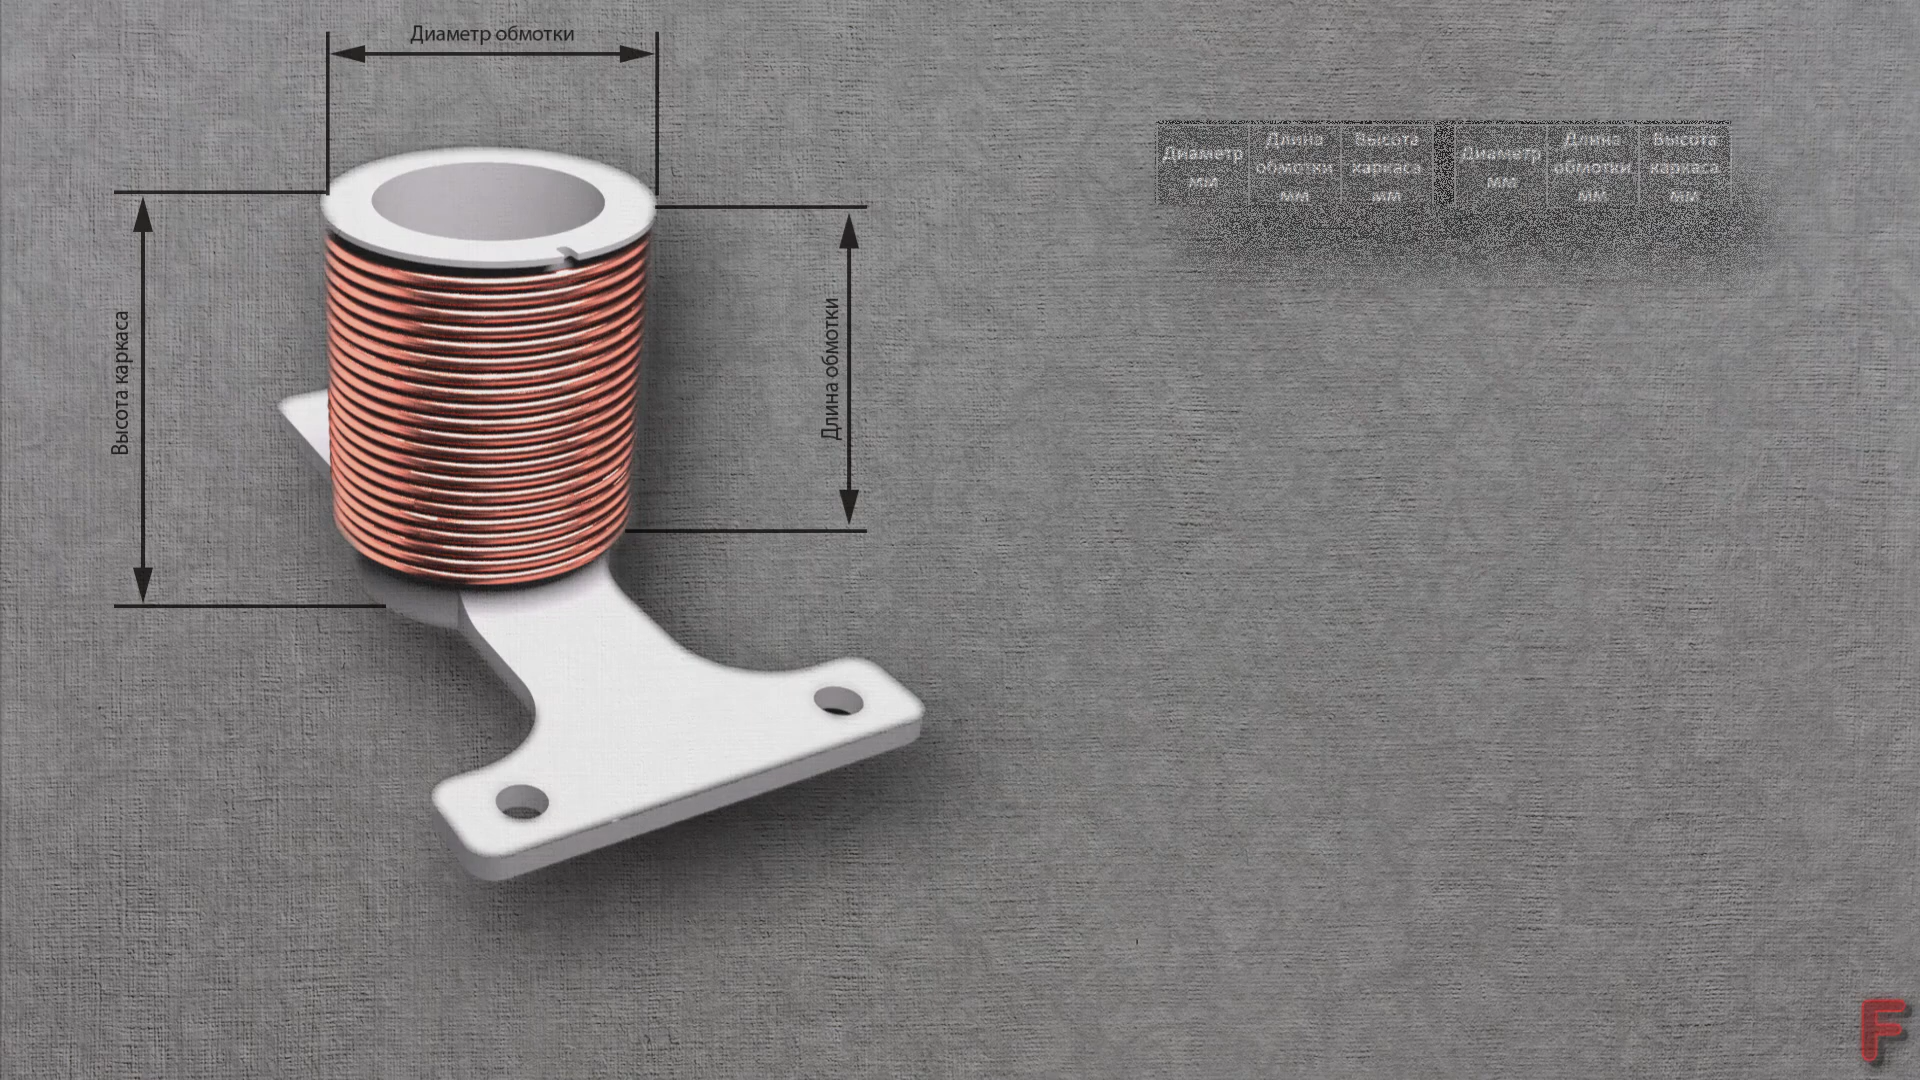 Диаметр обмотки
Высота каркаса
Длина обмотки
Диаметр
мм
Длина
обмотки
мм
Высота
каркаса
мм
Диаметр
мм
Длина
обмотки
мм
Высота
каркаса
мм
F